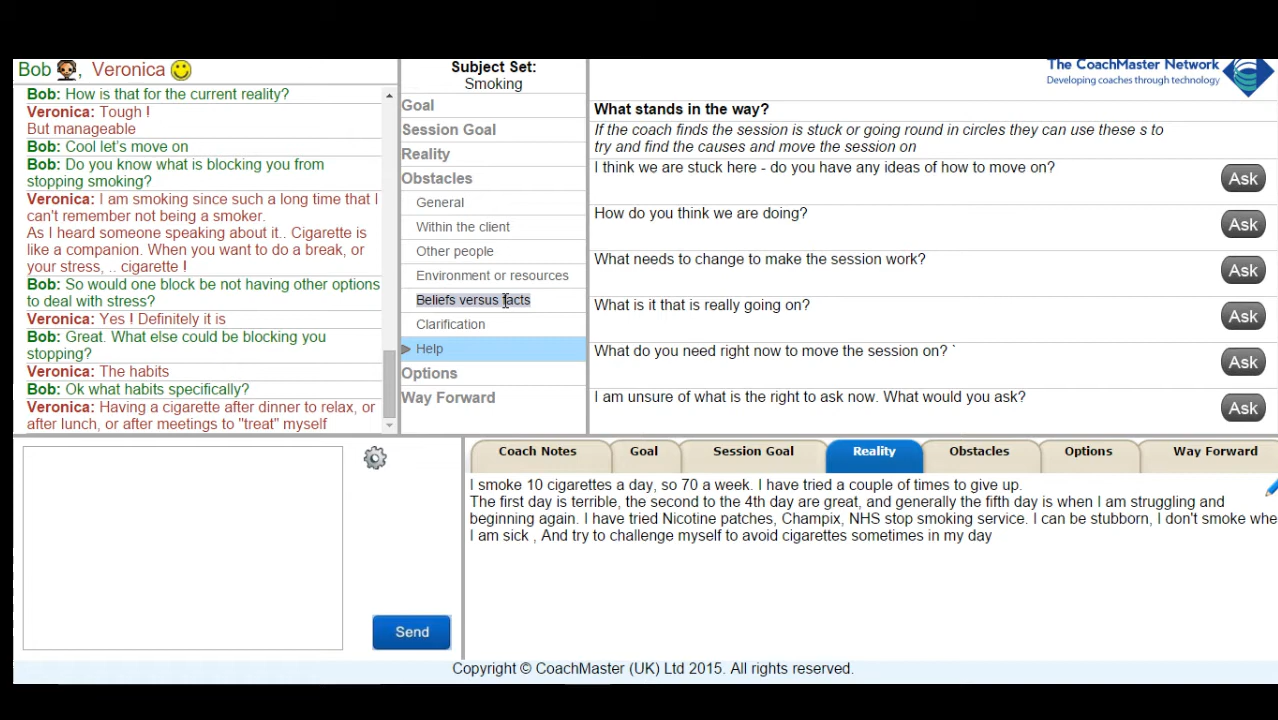 Bob , Veronica
Bob: How is that for the current reality?
Veronica: Tough !
But manageable
Bob: Cool let's move on
Bob: Do you know what is blocking you from
stopping smoking?
Veronica: I am smoking since such a long time that I
can't remember not being a smoker.
As I heard someone speaking about it.. Cigarette is
like a companion. When you want to do a break, or
your stress, .. cigarette !
Bob: So would one block be not having other options
to deal with stress?
Veronica: Yes ! Definitely it is
Bob: Great. What else could be blocking you
stopping?
Veronica: The habits
Bob: Ok what habits specifically?
Veronica: Having a cigarette after dinner to relax, or
after lunch, or after meetings to "treat" myself
Subject Set:
Smoking
Goal
Session Goal
Reality
Obstacles
General
Within the client
Other people
Environment or resources
Beliefs versus facts
Clarification
Help
Options
Way Forward
The CoachMaster Network
Developing coaches through technology
What stands in the way?
If the coach finds the session is stuck or going round in circles they can use these s to
try and find the causes and move the session on
I think we are stuck here - do you have any ideas of how to move on?
Ask
How do you think we are doing?
Ask
What needs to change to make the session work?
Ask
What is it that is really going on?
Ask
What do you need right now to move the session on? `
Ask
I am unsure of what is the right to ask now. What would you ask?
Ask
Send
Coach Notes Goal Session Goal Reality Obstacles Options Way Forward
I smoke 10 cigarettes a day, so 70 a week. I have tried a couple of times to give up.
The first day is terrible, the second to the 4th day are great, and generally the fifth day is when I am struggling and
beginning again. I have tried Nicotine patches, Champix, NHS stop smoking service. I can be stubborn, I don't smoke whe
I am sick , And try to challenge myself to avoid cigarettes sometimes in my day
Copyright © CoachMaster (UK) Ltd 2015. All rights reserved.